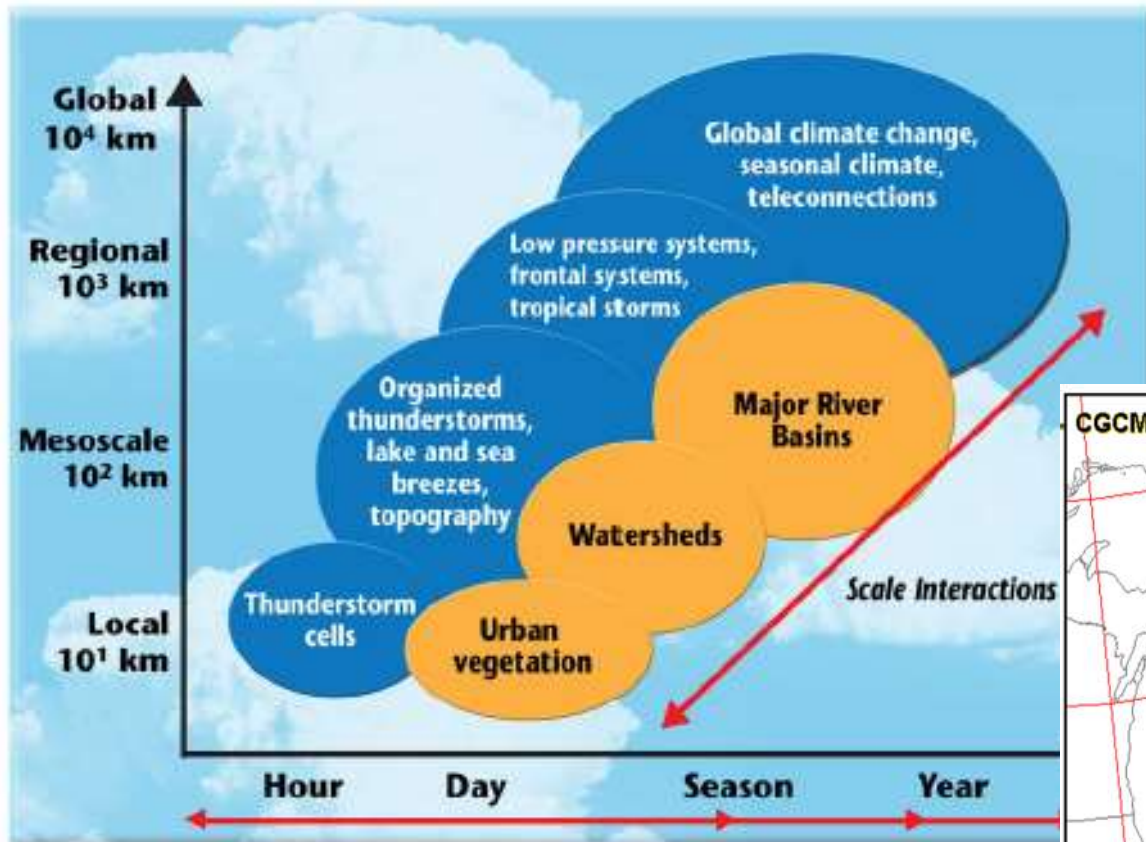 Global
10⁴ km
Global climate change,
seasonal climate,
teleconnections
Regional
10³ km
Low pressure systems,
frontal systems,
tropical storms
Mesoscale
10² km
Organized
thunderstorms,
lake and sea
breezes,
topography
Major River
Basins
Watersheds
CGCM
Local
10¹ km
Thunderstorm
cells
Urban
vegetation
Scale Interactions
Hour Day Season Year